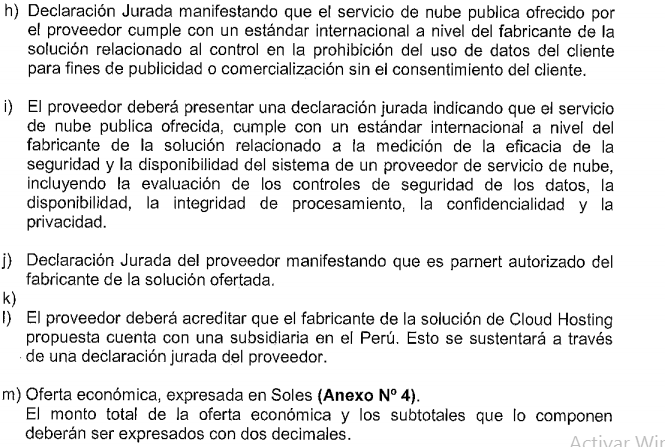 h) Declaración Jurada manifestando que el servicio de nube publica ofrecido por
el proveedor cumple con un estándar internacional a nivel del fabricante de la
solución relacionado al control en la prohibición del uso de datos del cliente
para fines de publicidad o comercialización sin el consentimiento del cliente.
i) El proveedor deberá presentar una declaración jurada indicando que el servicio
de nube publica ofrecida, cumple con un estándar internacional a nivel del
fabricante de la solución relacionado a la medición de la eficacia de la
seguridad y la disponibilidad del sistema de un proveedor de servicio de nube,
incluyendo la evaluación de los controles de seguridad de los datos, la
disponibilidad, la integridad de procesamiento, la confidencialidad y la
privacidad.
j) Declaración Jurada del proveedor manifestando que es parnert autorizado del
fabricante de la solución ofertada.
k)
l) El proveedor deberá acreditar que el fabricante de la solución de Cloud Hosting
propuesta cuenta con una subsidiaria en el Perú. Esto se sustentará a través
de una declaración jurada del proveedor.
m) Oferta económica, expresada en Soles (Anexo Nº 4).
El monto total de la oferta económica y los subtotales que lo componen
deberán ser expresados con dos decimales.
Activar Win